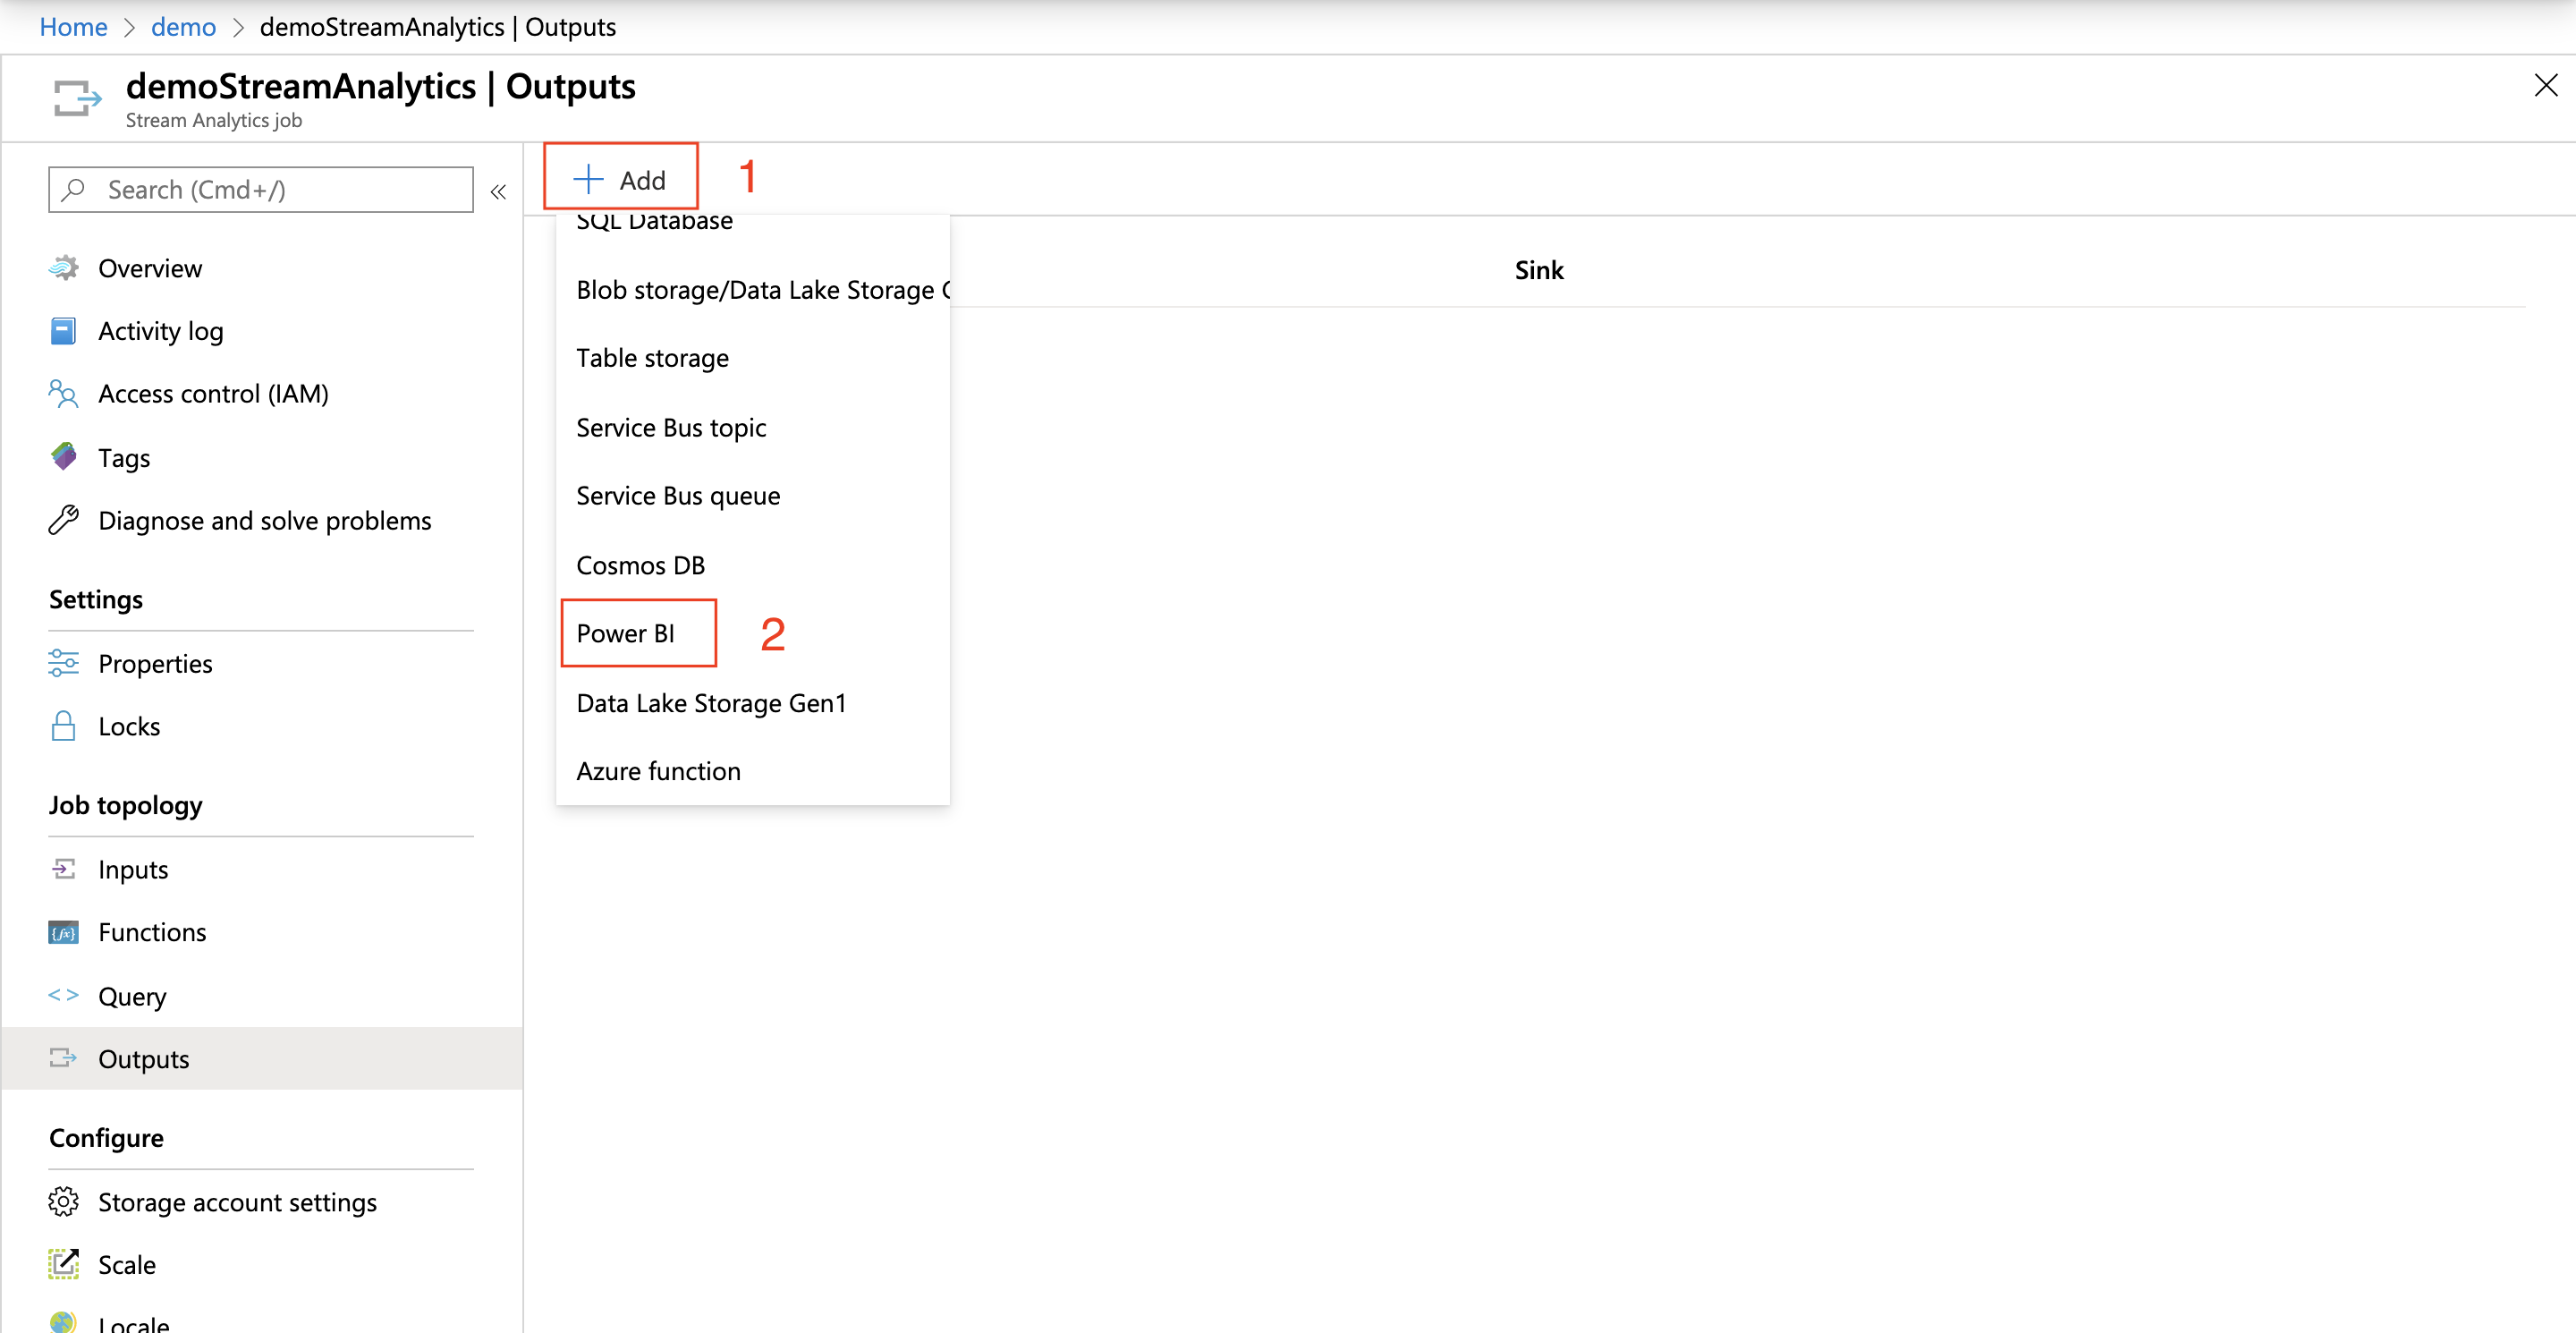 Home > demo > demoStreamAnalytics | Outputs
demoStreamAnalytics | Outputs
Stream Analytics job
Search (Cmd+/)
«
Overview
Activity log
Access control (IAM)
Tags
Diagnose and solve problems
Settings
Properties
Locks
Job topology
Inputs
Functions
Query
Outputs
Configure
Storage account settings
Scale
Locale
+ Add
1
SQL Database
Blob storage/Data Lake Storage
Table storage
Service Bus topic
Service Bus queue
Cosmos DB
Power BI
2
Data Lake Storage Gen1
Azure function
Sink